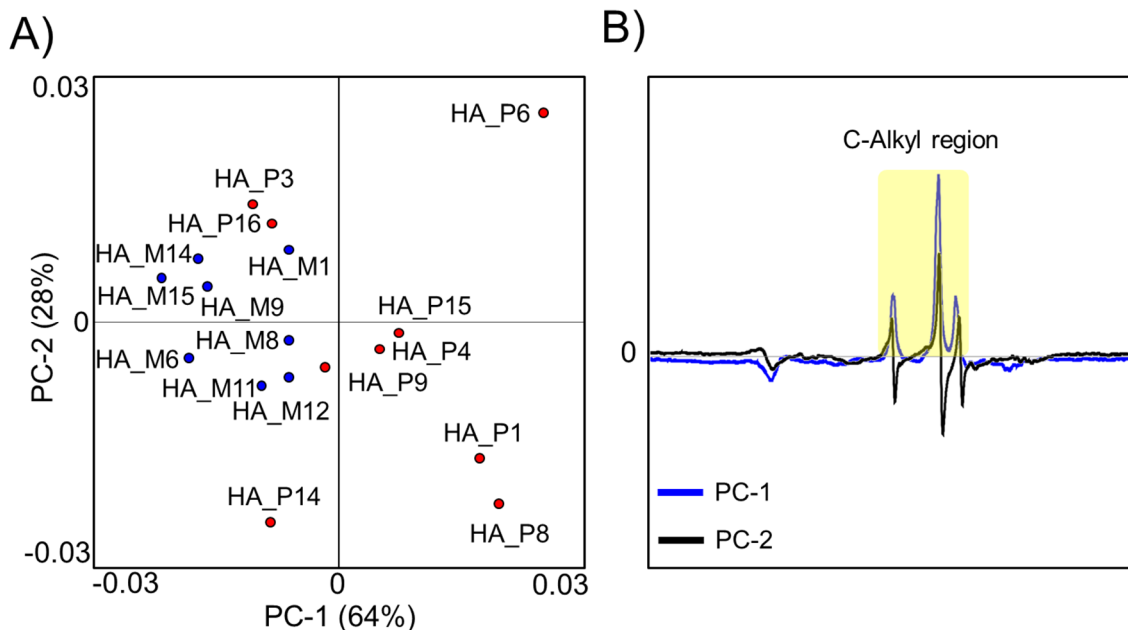 A)
0.03
HA_P6
HA_P3
HA_P16
HA_M14
HA_M1
HA_M15
HA_M9
HA_P15
HA_M8
HA_P4
HA_M6
HA_P9
HA_M11
HA_M12
HA_P1
HA_P14
HA_P8
0
-0.03
PC-2 (28%)
-0.03
0
0.03
PC-1 (64%)
B)
C-Alkyl region
0
PC-1
PC-2